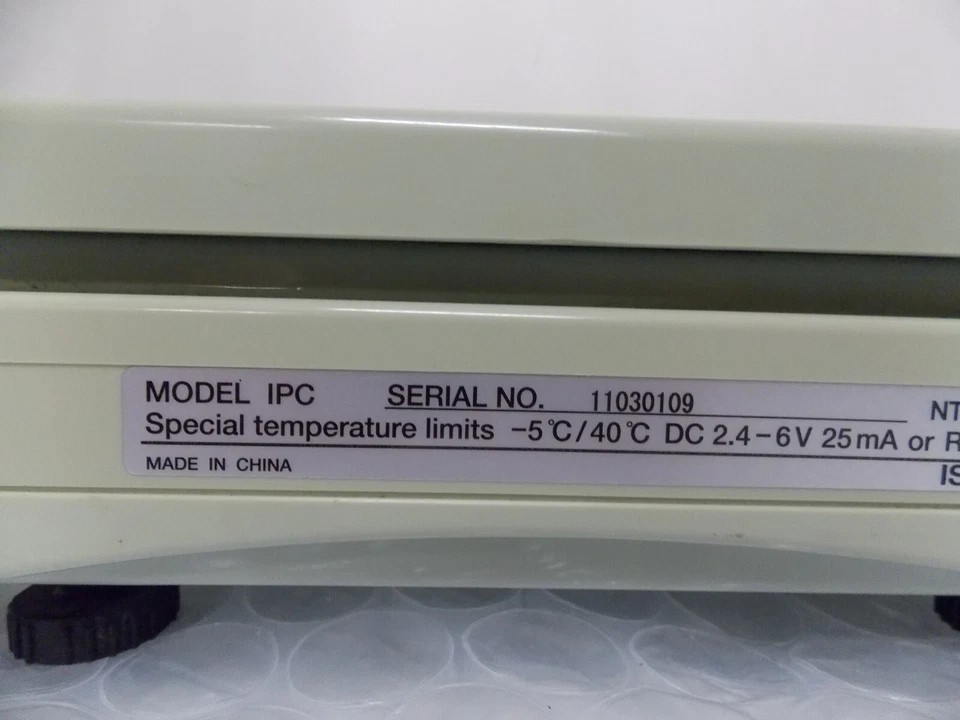 MODEL IPC SERIAL NO. 11030109 NT
Special temperature limits -5℃/40℃ DC 2.4-6V 25mA or R
MADE IN CHINA IS